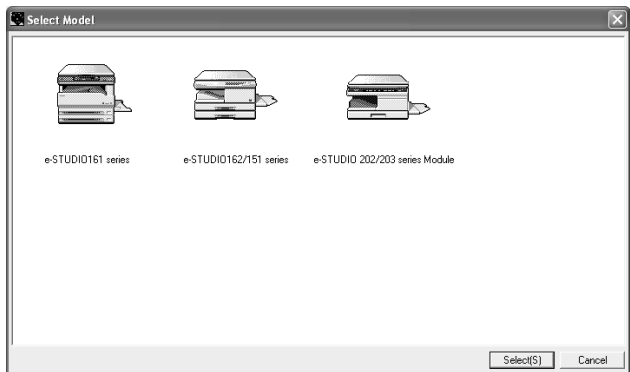 Select Model
e-STUDIO161 series
e-STUDIO162/151 series
e-STUDIO 202/203 series Module
Select(S)
Cancel